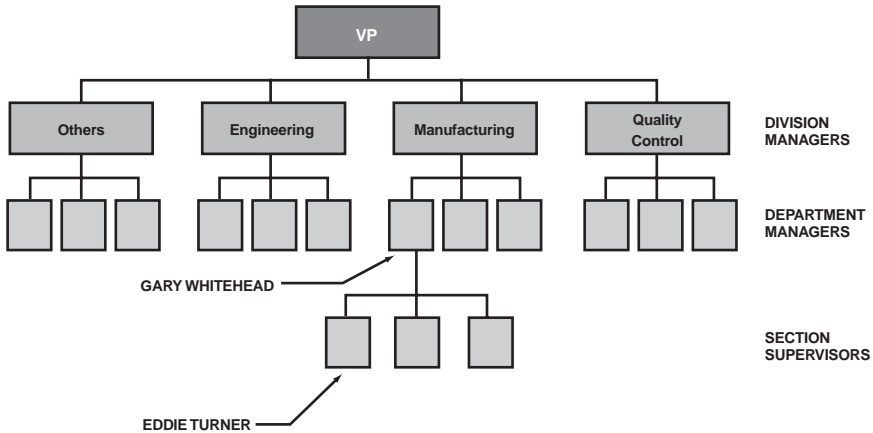 VP
Others
Engineering
Manufacturing
Quality
Control
DIVISION
MANAGERS
DEPARTMENT
MANAGERS
GARY WHITEHEAD
SECTION
SUPERVISORS
EDDIE TURNER